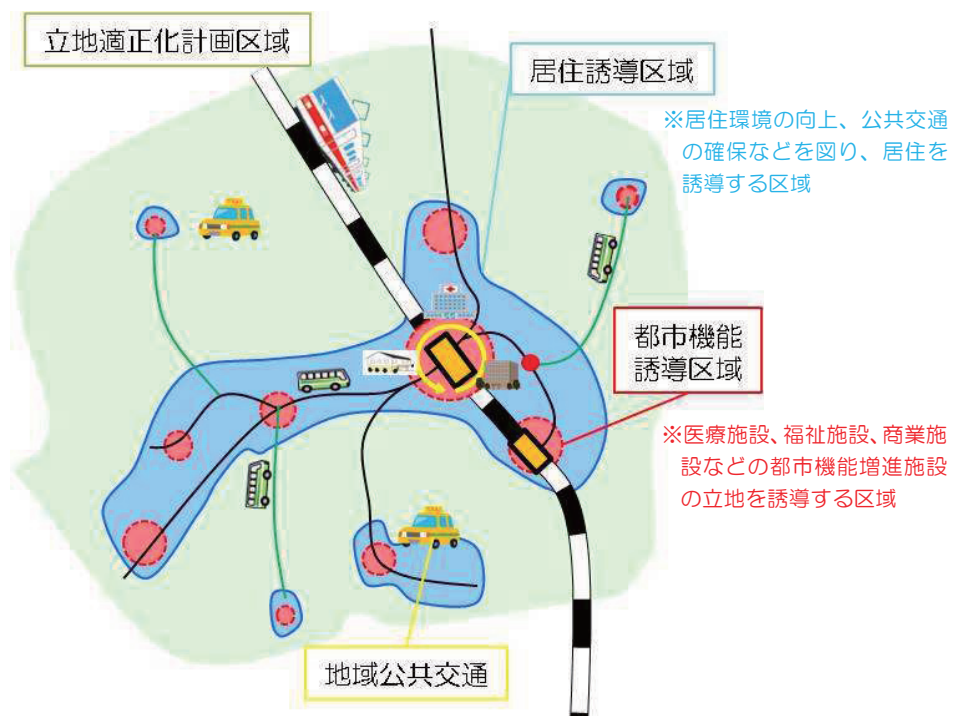 立地適正化計画区域
居住誘導区域
※居住環境の向上、公共交通
の確保などを図り、居住を
誘導する区域
都市機能
誘導区域
※医療施設、福祉施設、商業施
設などの都市機能増進施設
の立地を誘導する区域
地域公共交通